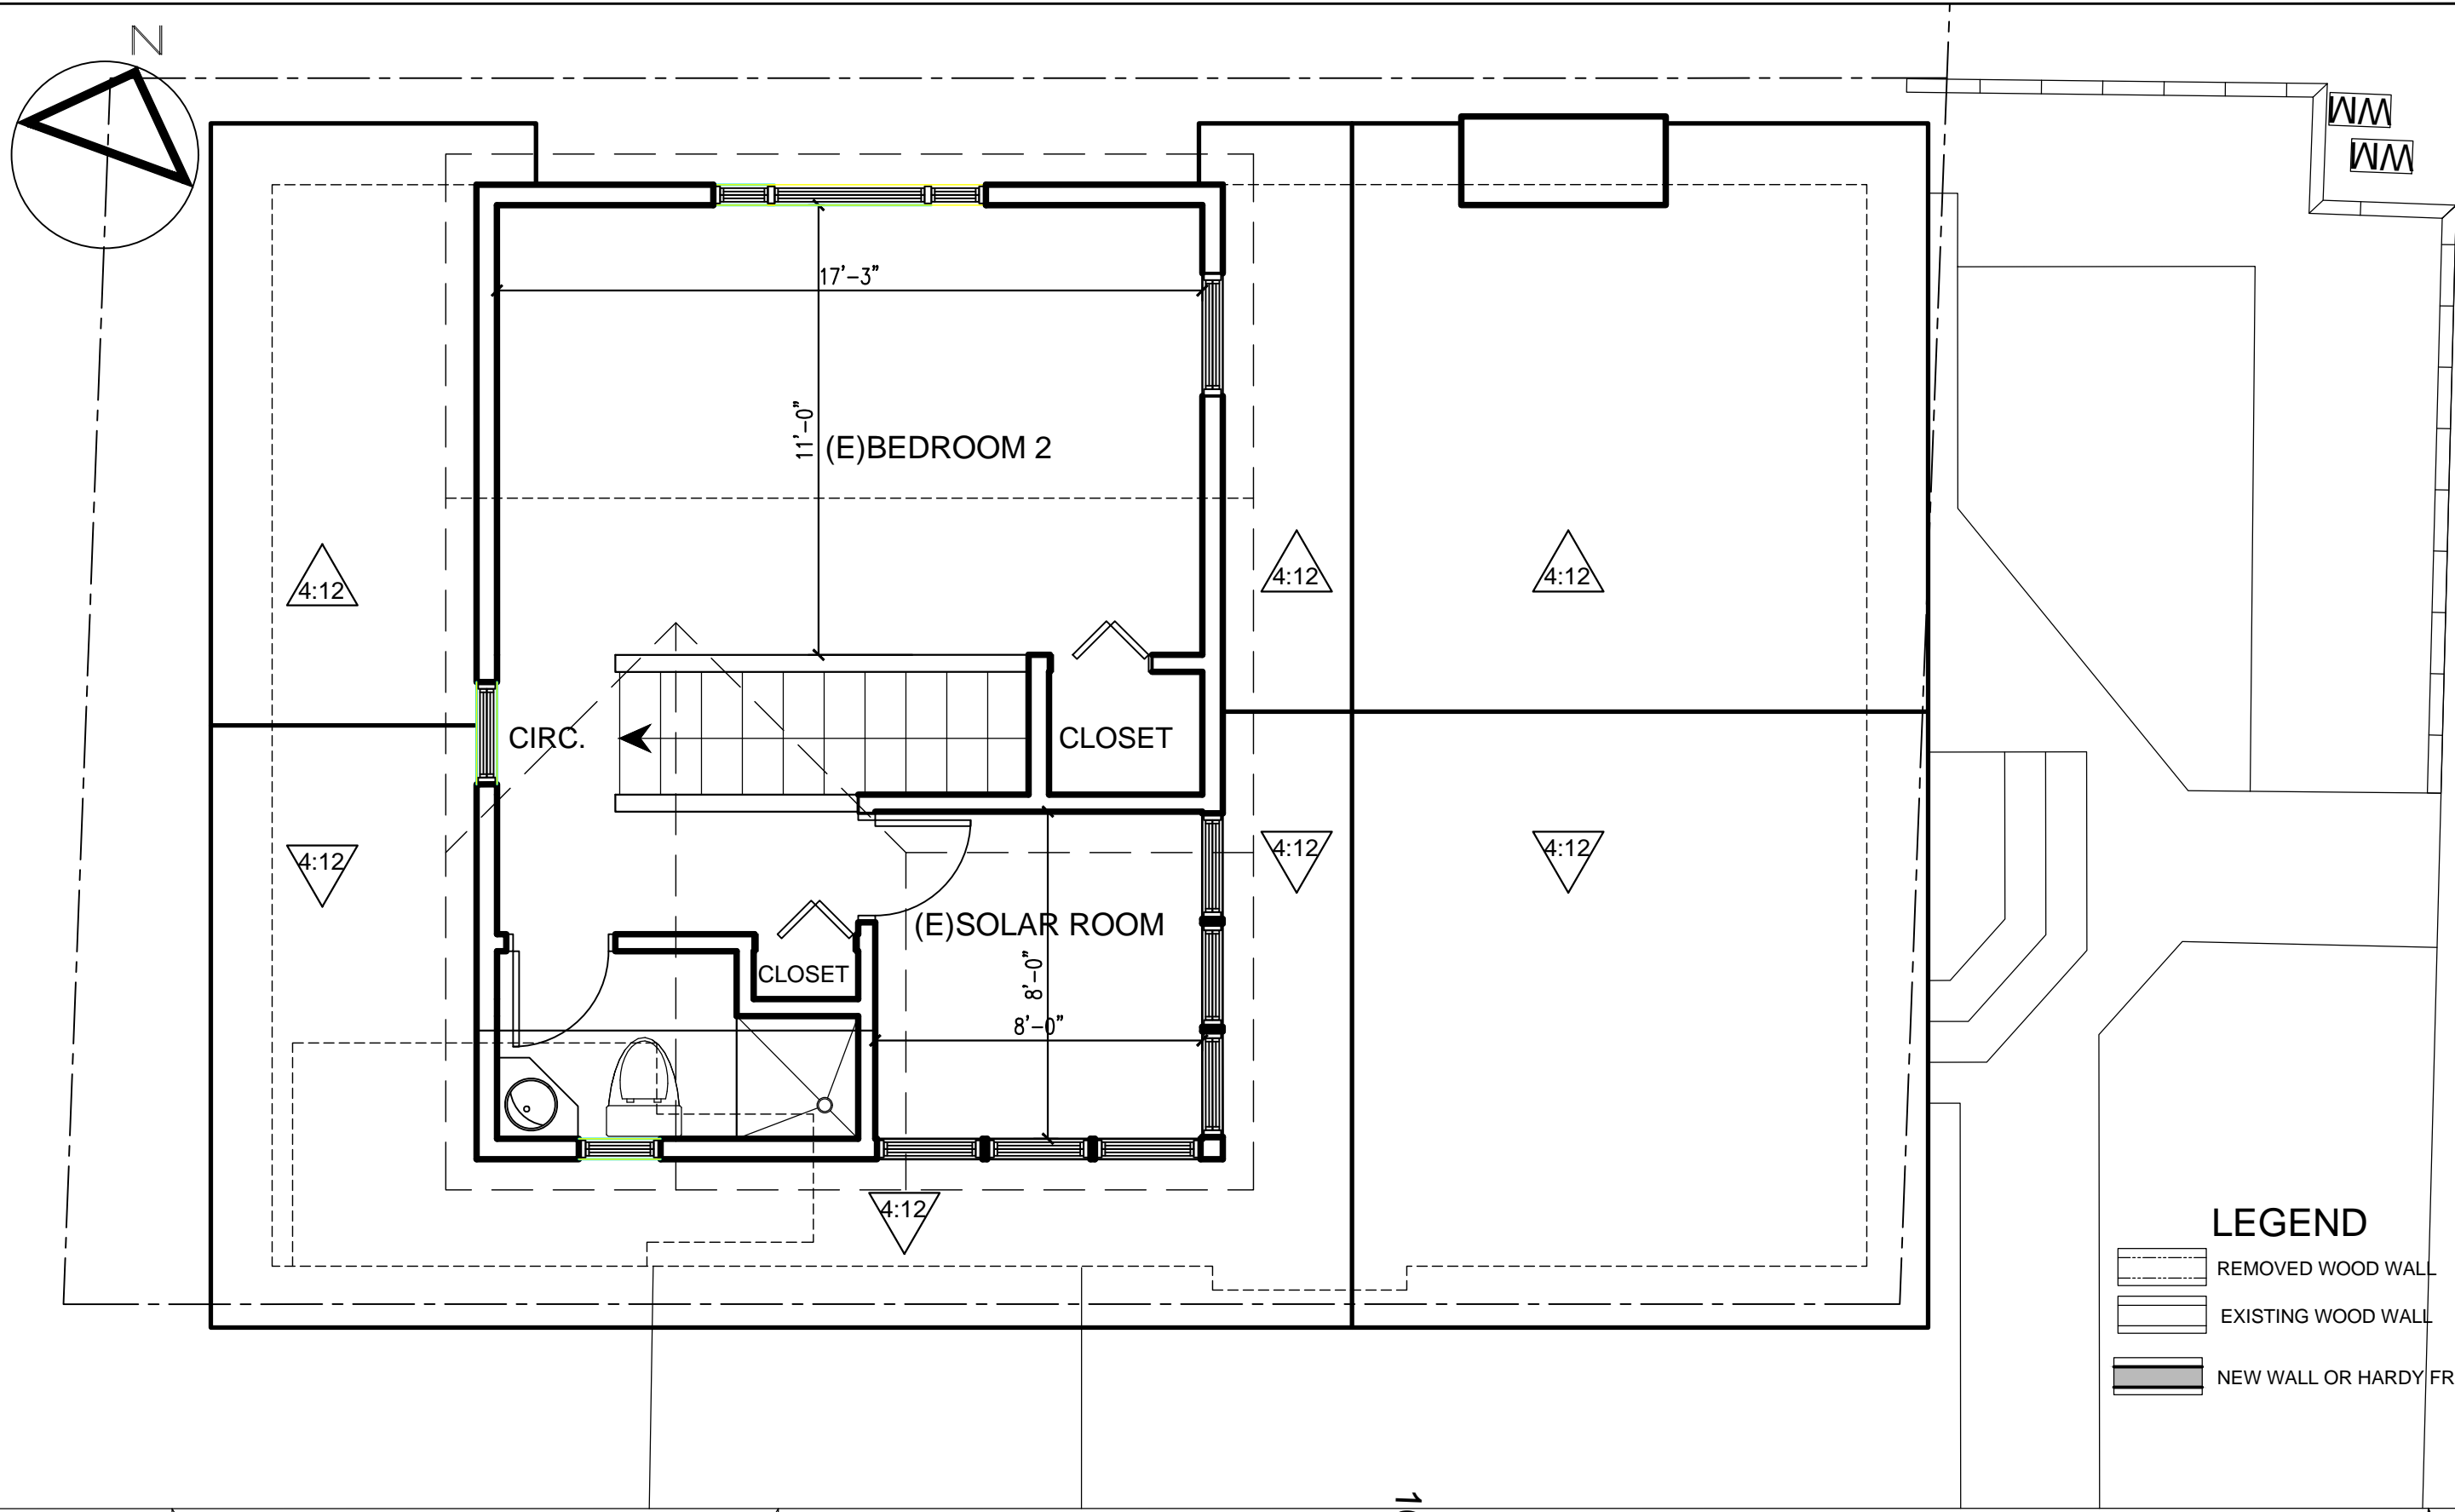 N
WM
WM
17'-3"
11'-0"
(E)BEDROOM 2
4:12
4:12
4:12
CIRC.
CLOSET
4:12
4:12
4:12
(E)SOLAR ROOM
CLOSET
8'-0"
8'-0"
4:12
LEGEND
REMOVED WOOD WALL
EXISTING WOOD WALL
NEW WALL OR HARDY FR